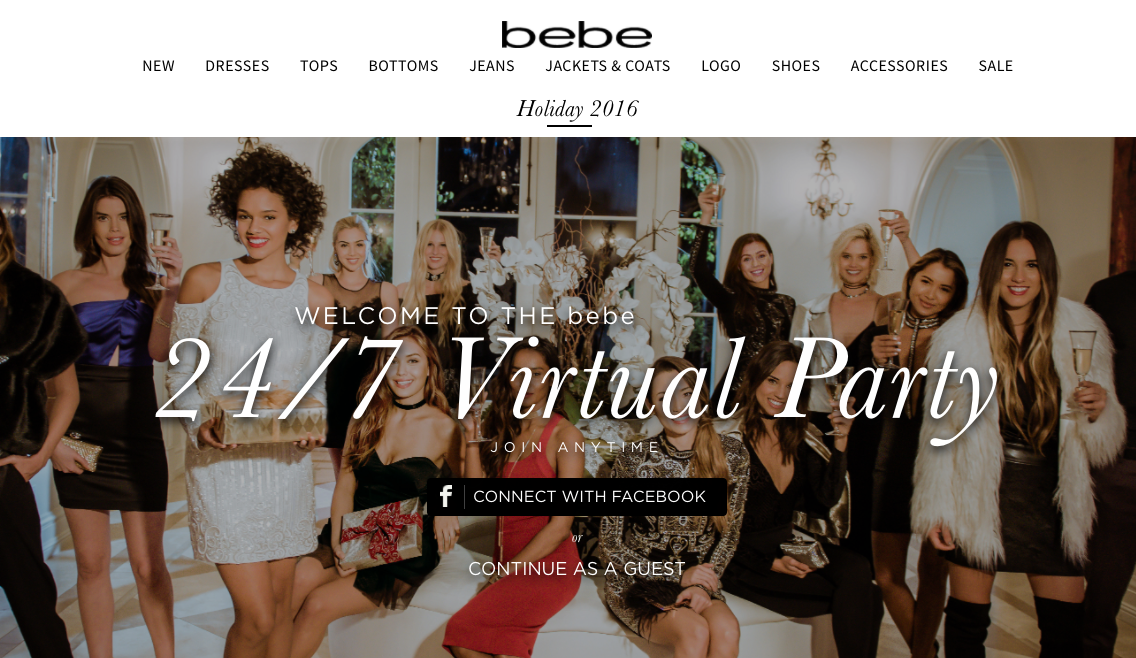 bebe
NEW DRESSES TOPS BOTTOMS JEANS JACKETS & COATS LOGO SHOES ACCESSORIES SALE
Holiday 2016
WELCOME TO THE bebe
24/7 Virtual Party
JOIN ANYTIME
f CONNECT WITH FACEBOOK
or
CONTINUE AS A GUEST